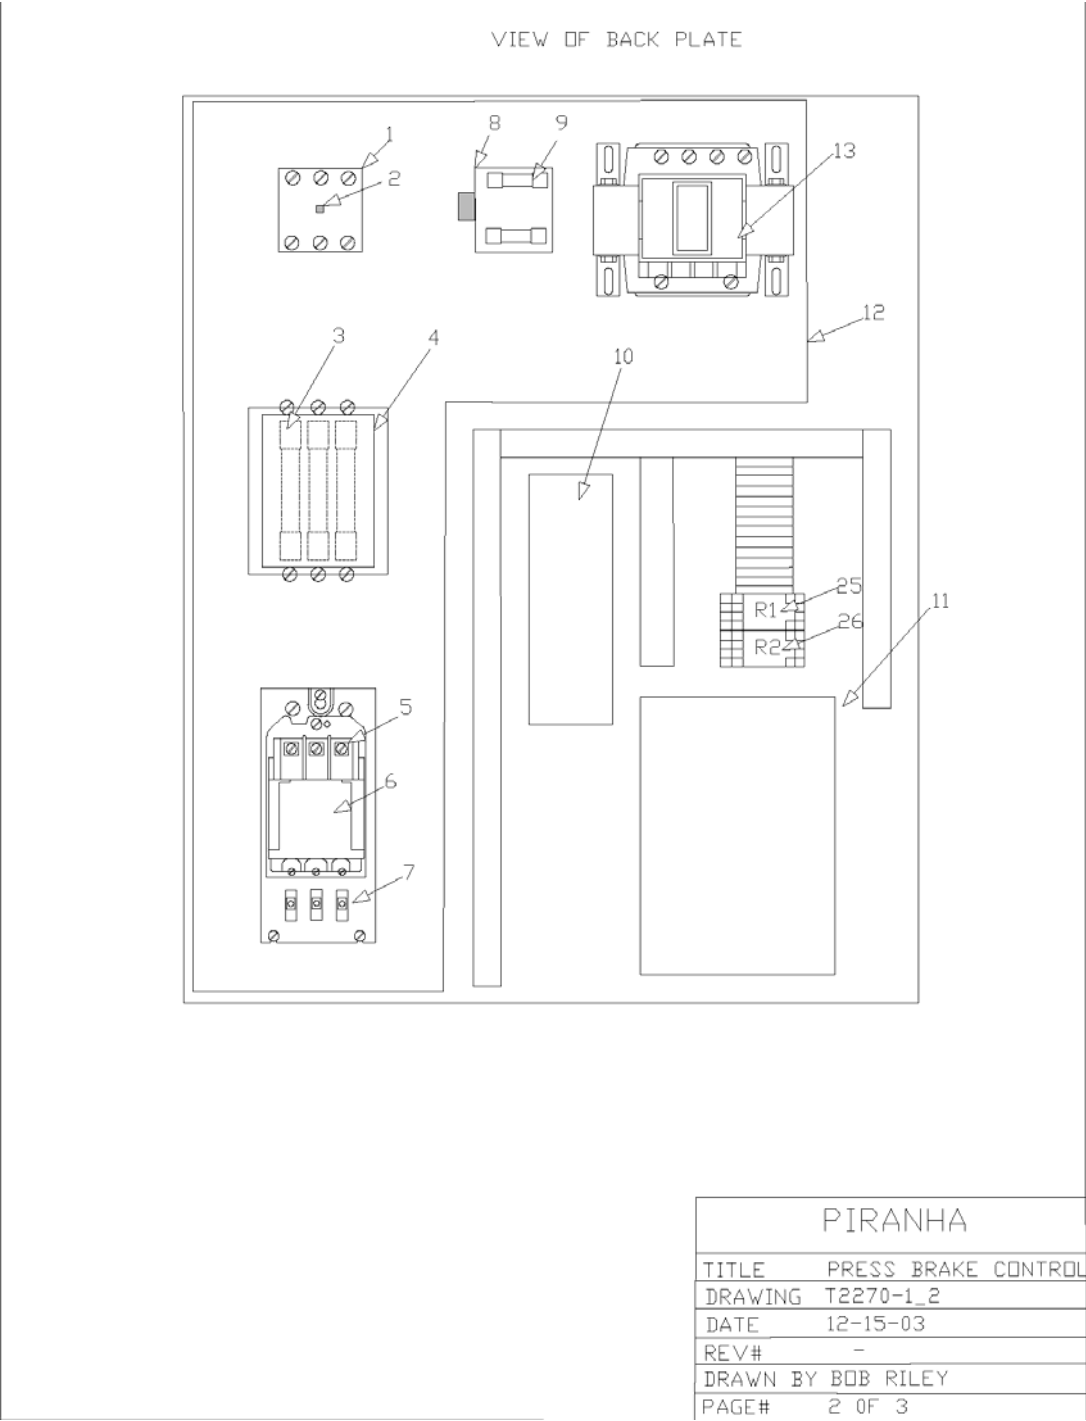 VIEW OF BACK PLATE
1
2
8
9
13
12
3
4
10
25
R1
11
26
R2
5
6
7
PIRANHA
TITLE PRESS BRAKE CONTROL
DRAWING T2270-1_2
DATE 12-15-03
REV# -
DRAWN BY BOB RILEY
PAGE# 2 OF 3